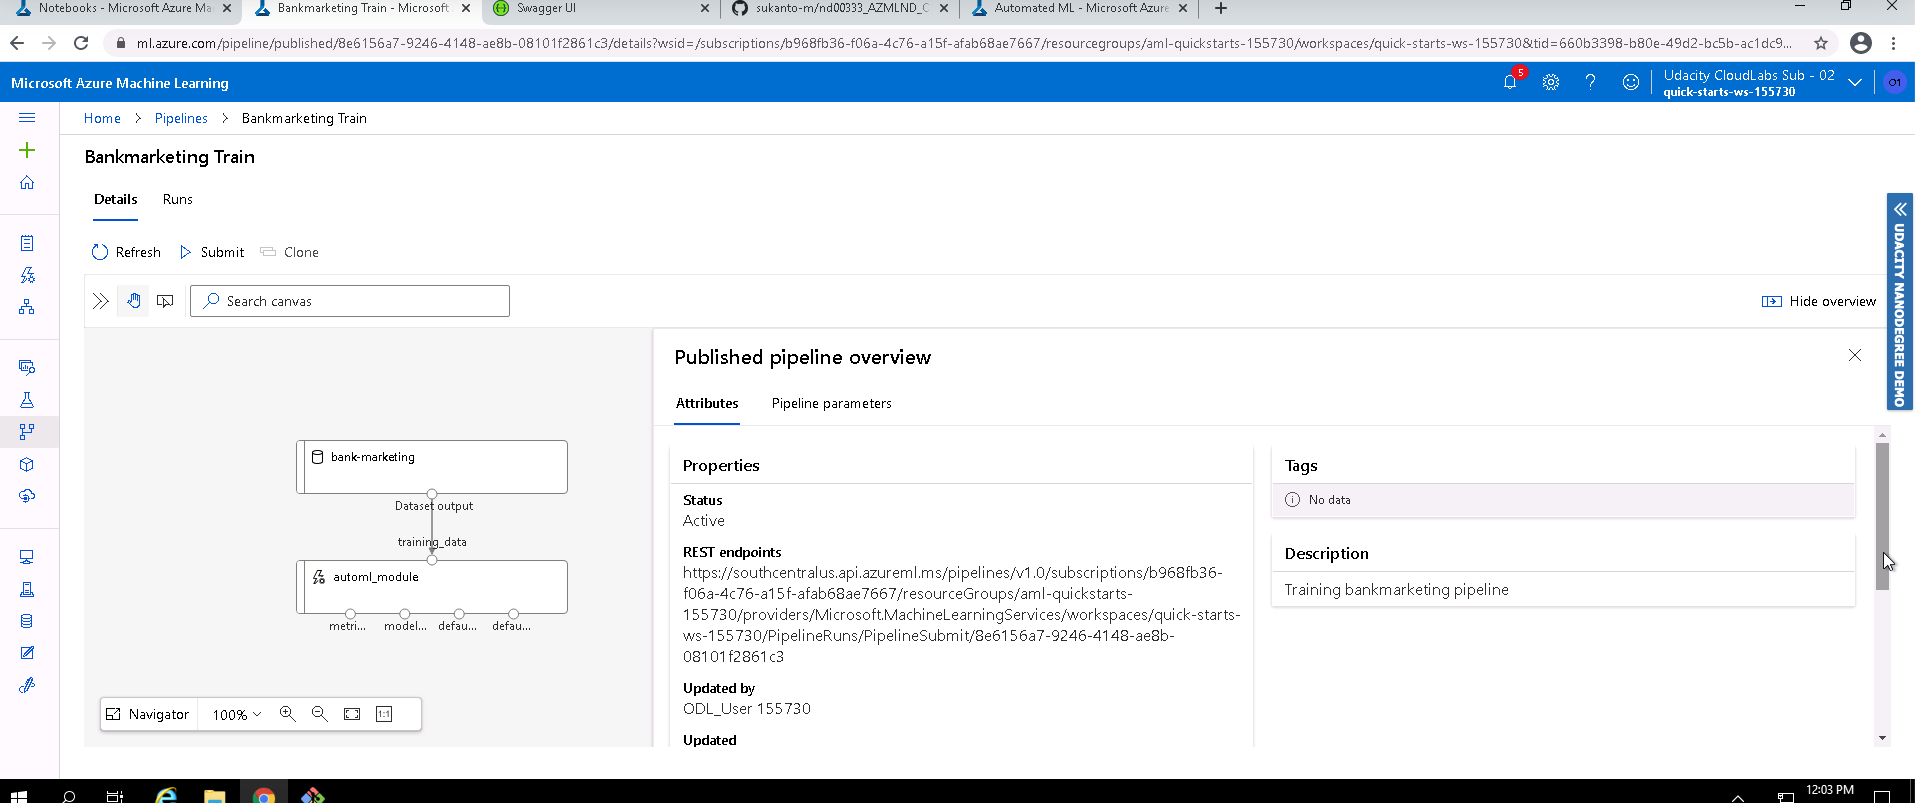 Notebooks - Microsoft Azure Ma
Bankmarketing Train - Microsoft
Swagger UI
sukanto-m/nd00333_AZMLND_C
Automated ML - Microsoft Azure
ml.azure.com/pipeline/published/8e6156a7-9246-4148-ae8b-08101f2861c3/details?wsid=/subscriptions/b968fb36-f06a-4c76-a15f-afab68ae7667/resourcegroups/aml-quickstarts-155730/workspaces/quick-starts-ws-155730&tid=660b3398-b80e-49d2-bc5b-ac1dc9...
Microsoft Azure Machine Learning
5
Udacity CloudLabs Sub - 02
quick-starts-ws-155730
O1
Home > Pipelines > Bankmarketing Train
Bankmarketing Train
Details Runs
Refresh Submit Clone
Search canvas
Hide overview
UDACITY NANODEGREE DEMO
bank-marketing
Dataset output
training_data
automl_module
metri... model... defau... defau...
Navigator 100% 1:1
Published pipeline overview
Attributes Pipeline parameters
Properties
Status
Active
REST endpoints
https://southcentralus.api.azureml.ms/pipelines/v1.0/subscriptions/b968fb36-
f06a-4c76-a15f-afab68ae7667/resourceGroups/aml-quickstarts-
155730/providers/Microsoft.MachineLearningServices/workspaces/quick-starts-
ws-155730/PipelineRuns/PipelineSubmit/8e6156a7-9246-4148-ae8b-
08101f2861c3
Updated by
ODL_User 155730
Updated
Tags
No data
Description
Training bankmarketing pipeline
12:03 PM